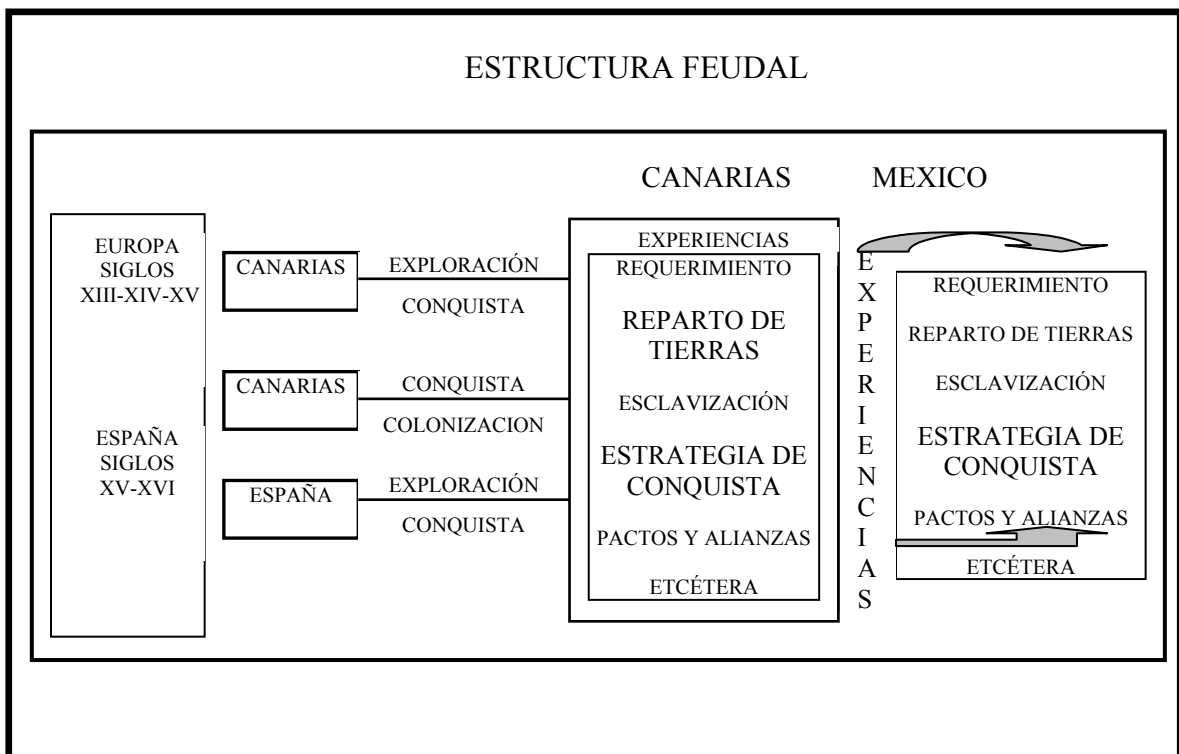 ESTRUCTURA FEUDAL
CANARIAS
MEXICO
EUROPA
SIGLOS
XIII-XIV-XV
ESPAÑA
SIGLOS
XV-XVI
CANARIAS
EXPLORACIÓN
CONQUISTA
CANARIAS
CONQUISTA
COLONIZACION
ESPAÑA
EXPLORACIÓN
CONQUISTA
EXPERIENCIAS
REQUERIMIENTO
REPARTO DE
TIERRAS
ESCLAVIZACIÓN
ESTRATEGIA DE
CONQUISTA
PACTOS Y ALIANZAS
ETCÉTERA
EXPERIENCIAS
REQUERIMIENTO
REPARTO DE TIERRAS
ESCLAVIZACIÓN
ESTRATEGIA DE
CONQUISTA
PACTOS Y ALIANZAS
ETCÉTERA